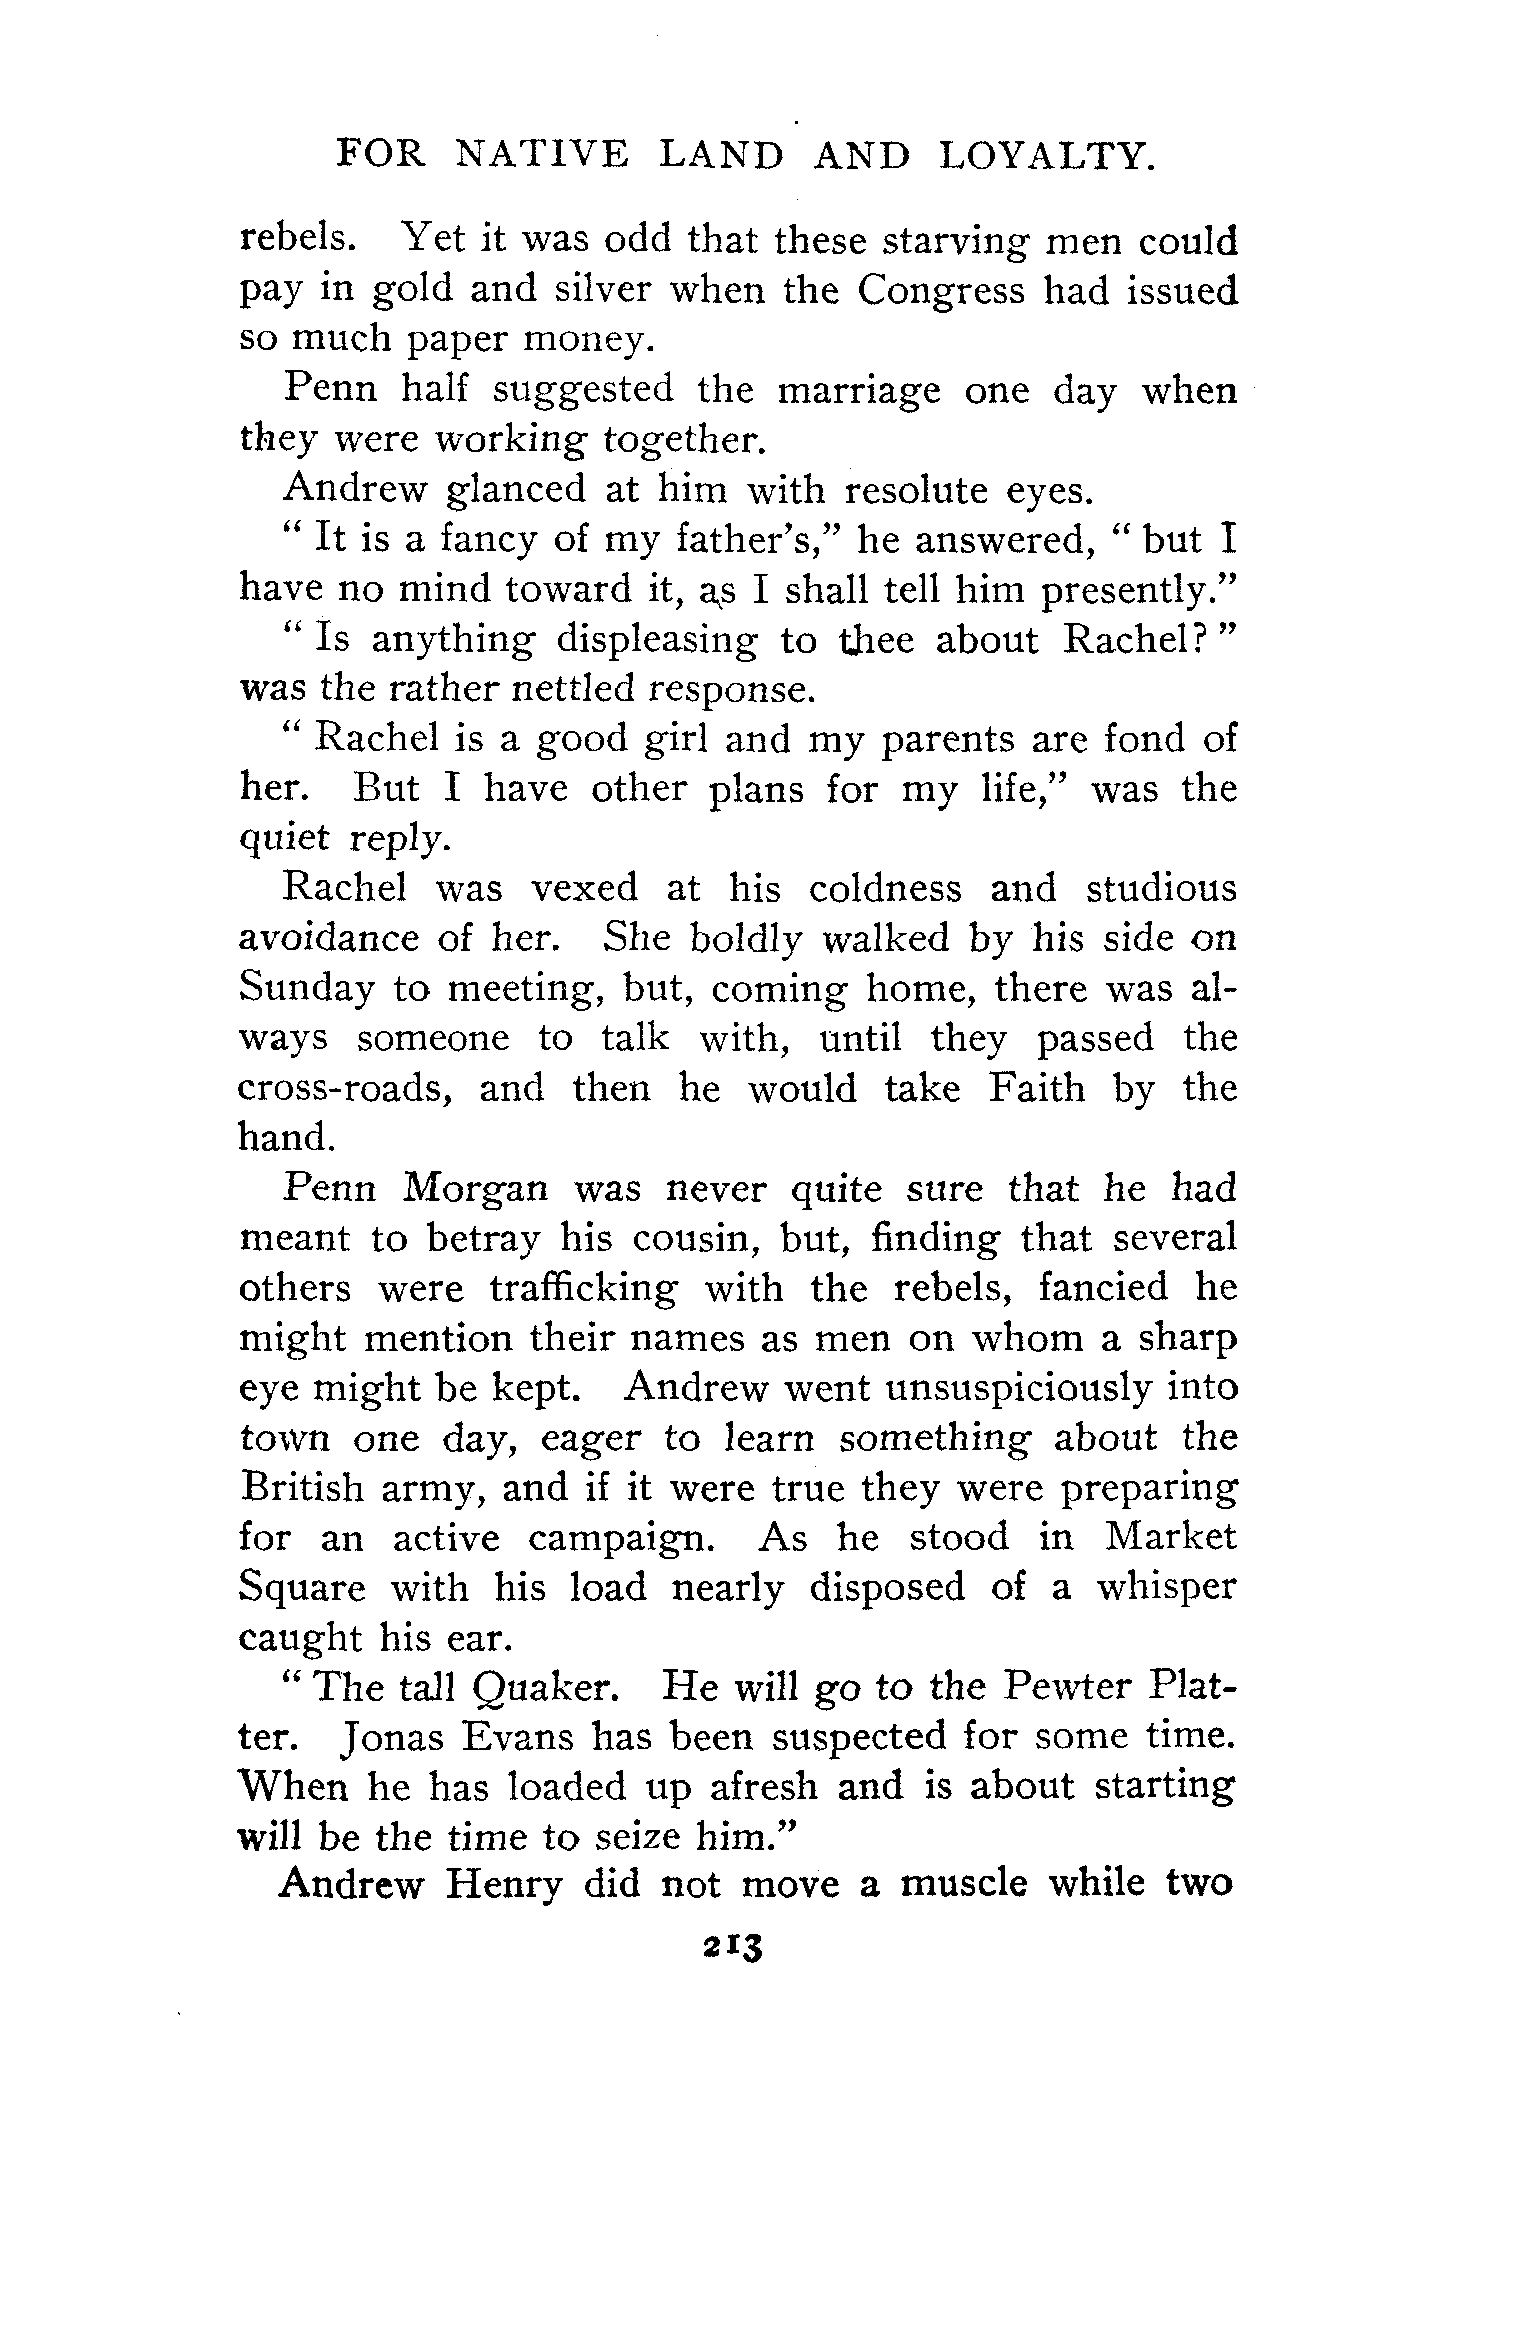 FOR NATIVE LAND AND LOYALTY.
rebels. Yet it was odd that these starving men could
pay in gold and silver when the Congress had issued
so much paper money.
Penn half suggested the marriage one day when
they were working together.
Andrew glanced at him with resolute eyes.
“ It is a fancy of my father’s,” he answered, “ but I
have no mind toward it, as I shall tell him presently.”
“ Is anything displeasing to thee about Rachel? ”
was the rather nettled response.
“ Rachel is a good girl and my parents are fond of
her. But I have other plans for my life,” was the
quiet reply.
Rachel was vexed at his coldness and studious
avoidance of her. She boldly walked by his side on
Sunday to meeting, but, coming home, there was al-
ways someone to talk with, until they passed the
cross-roads, and then he would take Faith by the
hand.
Penn Morgan was never quite sure that he had
meant to betray his cousin, but, finding that several
others were trafficking with the rebels, fancied he
might mention their names as men on whom a sharp
eye might be kept. Andrew went unsuspiciously into
town one day, eager to learn something about the
British army, and if it were true they were preparing
for an active campaign. As he stood in Market
Square with his load nearly disposed of a whisper
caught his ear.
“ The tall Quaker. He will go to the Pewter Plat-
ter. Jonas Evans has been suspected for some time.
When he has loaded up afresh and is about starting
will be the time to seize him.”
Andrew Henry did not move a muscle while two
213